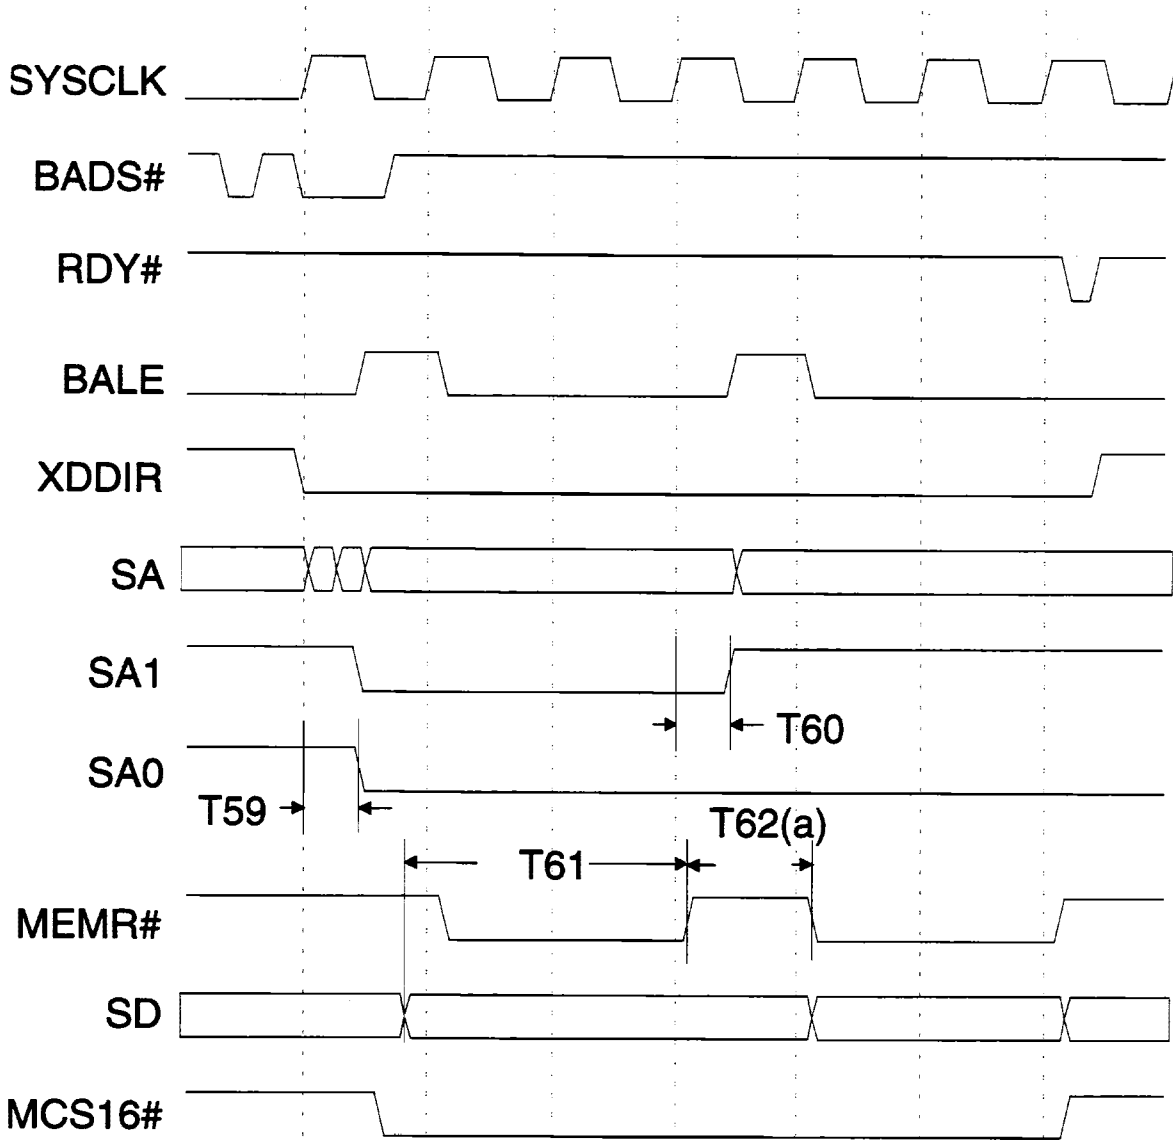 SYSCLK
BADS#
RDY#
BALE
XDDIR
SA
SA1
T60
SA0
T59
T62(a)
T61
MEMR#
SD
MCS16#